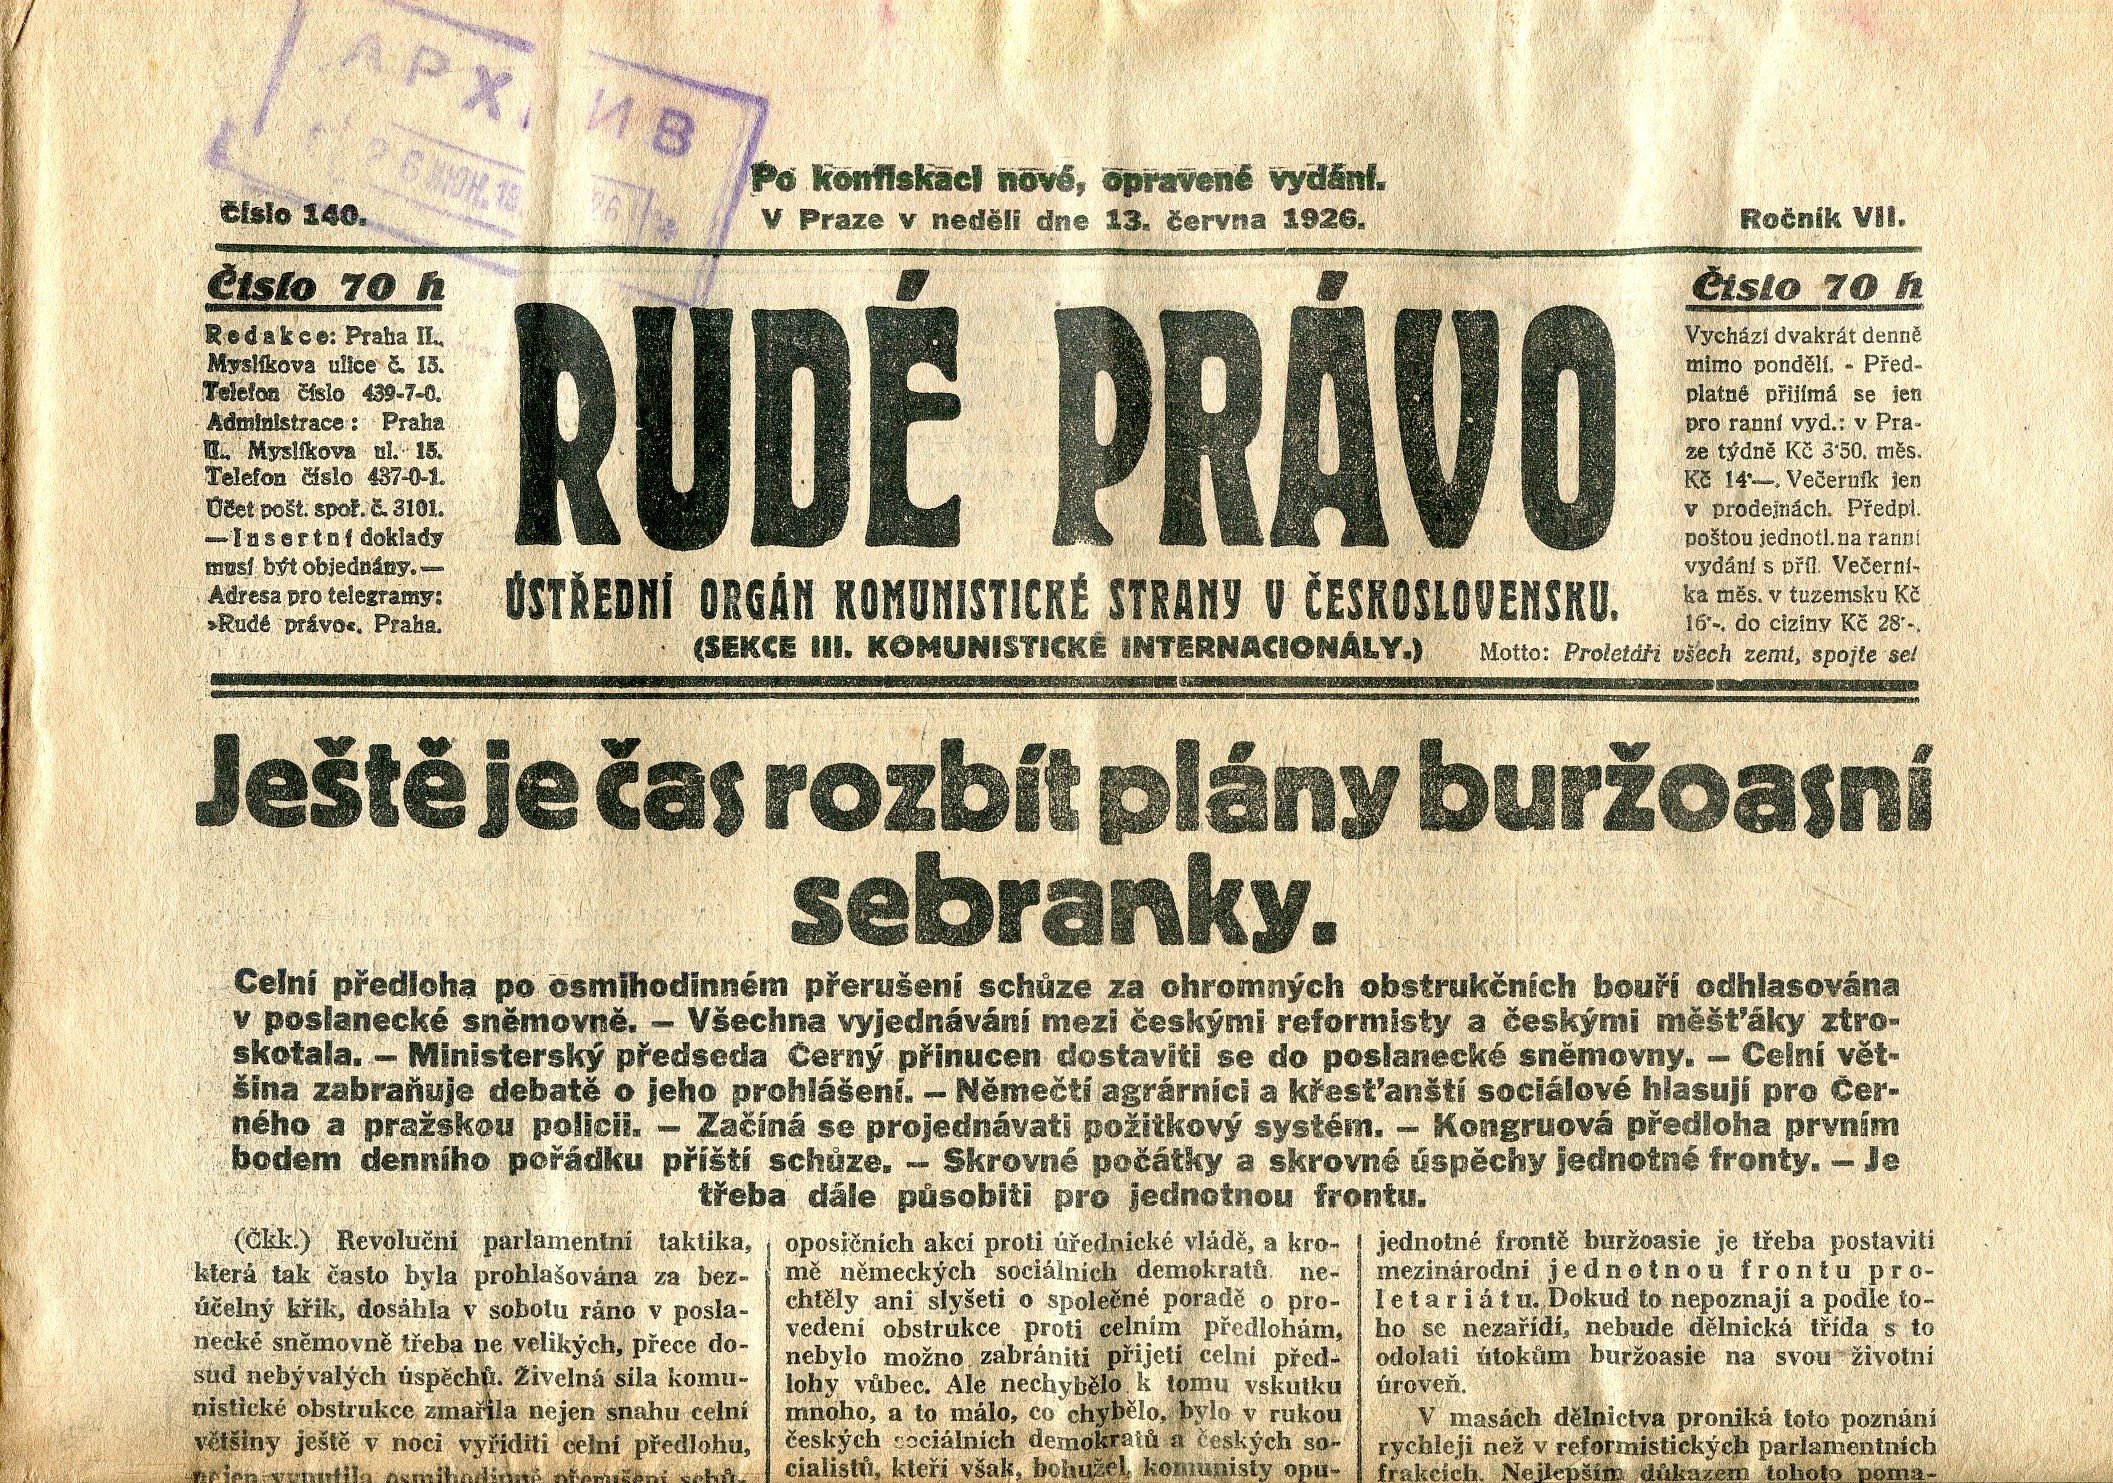 АРХИВ
Po konfiskaci nové, opravené vydání.
Číslo 140.
V Praze v neděli dne 13. června 1926.
Ročník VII.
Číslo 70 h
Redakce: Praha II.,
Myslíkova ulice č. 15.
Telefon číslo 439-7-0.
Administrace: Praha
II., Myslíkova ul. 15.
Telefon číslo 437-0-1.
Účet pošt. spoř. č. 3101.
—Insertní doklady
musí být objednány.—
Adresa pro telegramy:
»Rudé právo«, Praha.
RUDÉ PRÁVO
ÚSTŘEDNÍ ORGÁN KOMUNISTICKÉ STRANY V ČESKOSLOVENSKU.
(SEKCE III. KOMUNISTICKÉ INTERNACIONÁLY.)
Číslo 70 h
Vychází dvakrát denně
mimo pondělí. - Před-
platné přijímá se jen
pro ranní vyd.: v Pra-
ze týdně Kč 3·50, měs.
Kč 14·—. Večerník jen
v prodejnách. Předpl.
poštou jednotl. na ranní
vydání s příl. Večerní-
ka měs. v tuzemsku Kč
16·-, do ciziny Kč 28·-.
Motto: Proletáři všech zemí, spojte se!
Ještě je čas rozbít plány buržoasní
sebranky.
Celní předloha po osmihodinném přerušení schůze za ohromných obstrukčních bouří odhlasována
v poslanecké sněmovně. — Všechna vyjednávání mezi českými reformisty a českými měšťáky ztro-
skotala. — Ministerský předseda Černý přinucen dostaviti se do poslanecké sněmovny. — Celní vět-
šina zabraňuje debatě o jeho prohlášení. — Němečtí agrárníci a křesťanští sociálové hlasují pro Čer-
ného a pražskou policii. — Začíná se projednávati požitkový systém. — Kongruová předloha prvním
bodem denního pořádku příští schůze. — Skrovné počátky a skrovné úspěchy jednotné fronty. — Je
třeba dále působiti pro jednotnou frontu.
(Čkk.) Revoluční parlamentní taktika,
která tak často byla prohlašována za bez-
účelný křik, dosáhla v sobotu ráno v posla-
necké sněmovně třeba ne velikých, přece do-
sud nebývalých úspěchů. Živelná síla komu-
nistické obstrukce zmařila nejen snahu celní
většiny ještě v noci vyříditi celní předlohu,
nejen vynutila osmihodinné přerušení schů-
oposičních akcí proti úřednické vládě, a kro-
mě německých sociálních demokratů ne-
chtěly ani slyšeti o společné poradě o pro-
vedení obstrukce proti celním předlohám,
nebylo možno zabrániti přijetí celní před-
lohy vůbec. Ale nechybělo k tomu vskutku
mnoho, a to málo, co chybělo, bylo v rukou
českých sociálních demokratů a českých so-
cialistů, kteří však, bohužel, komunisty opu-
jednotné frontě buržoasie je třeba postaviti
mezinárodní jednotnou frontu pro-
letariátu. Dokud to nepoznají a podle to-
ho se nezařídí, nebude dělnická třída s to
odolati útokům buržoasie na svou životní
úroveň.
V masách dělnictva proniká toto poznání
rychleji než v reformistických parlamentních
frakcích. Nejlepším důkazem tohoto poma-